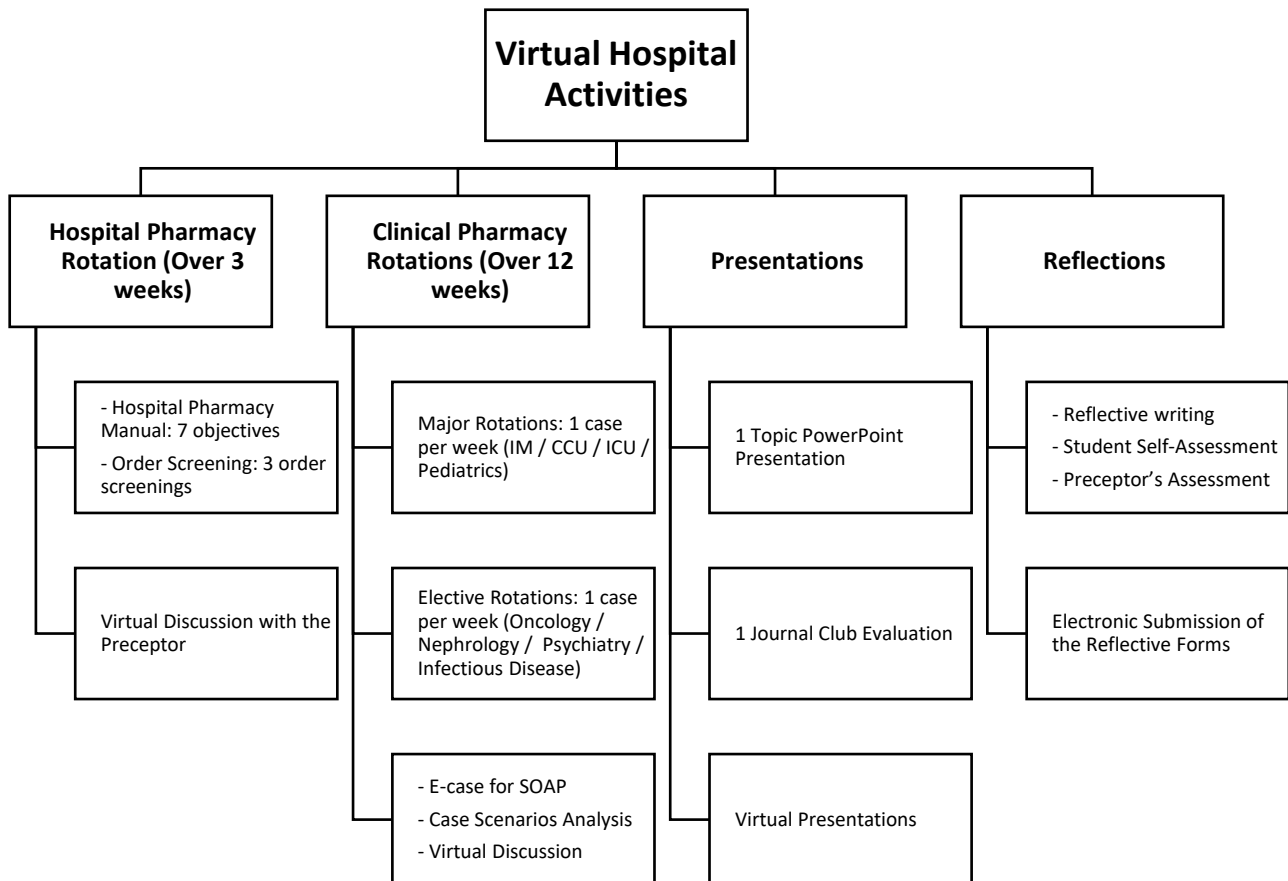 Virtual Hospital
Activities
Hospital Pharmacy
Rotation (Over 3
weeks)
- Hospital Pharmacy
Manual: 7 objectives
- Order Screening: 3 order
screenings
Virtual Discussion with the
Preceptor
Clinical Pharmacy
Rotations (Over 12
weeks)
Major Rotations: 1 case
per week (IM / CCU / ICU /
Pediatrics)
Elective Rotations: 1 case
per week (Oncology /
Nephrology /  Psychiatry /
Infectious Disease)
- E-case for SOAP
- Case Scenarios Analysis
- Virtual Discussion
Presentations
1 Topic PowerPoint
Presentation
1 Journal Club Evaluation
Virtual Presentations
Reflections
- Reflective writing
- Student Self-Assessment
- Preceptor’s Assessment
Electronic Submission of
the Reflective Forms